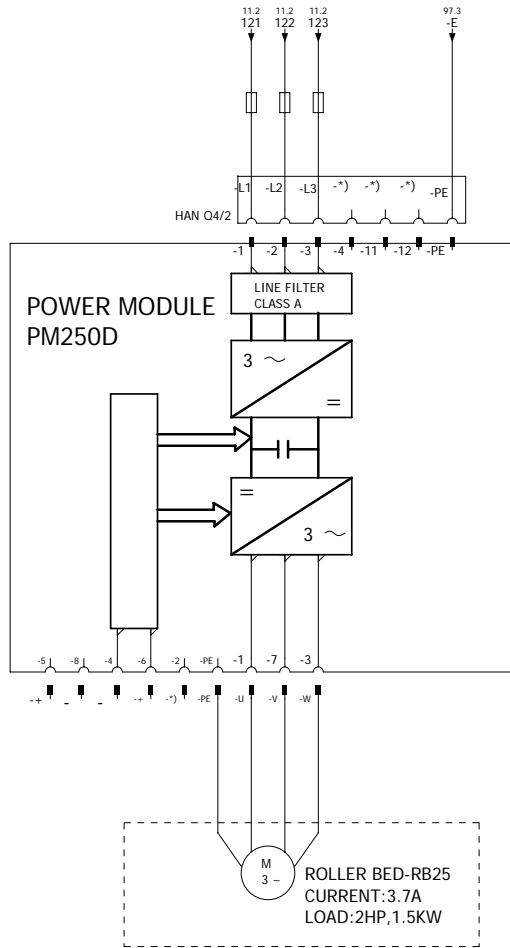 11.2 11.2 11.2 97.3
121 122 123 -E
-L1 -L2 -L3 -*) -*) -*) -PE
HAN Q4/2
-1 -2 -3 -4 -11 -12 -PE
LINE FILTER
CLASS A
POWER MODULE
PM250D
3 ~
=
=
3 ~
-5 -8 -4 -6 -2 -PE -1 -7 -3
-+ - - -+ -*) -PE -U -V -W
M
3 ~
ROLLER BED-RB25
CURRENT:3.7A
LOAD:2HP,1.5KW